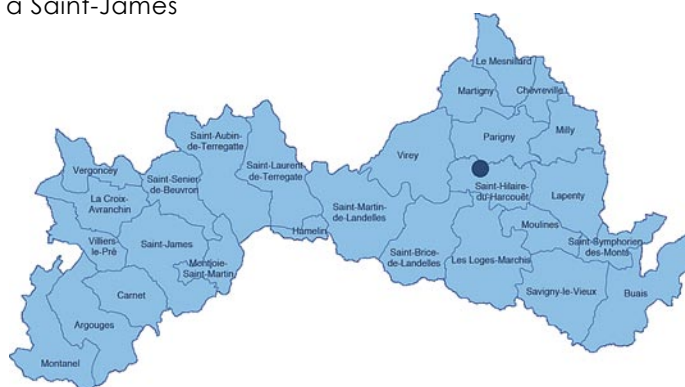 à Saint-James
Le Mesnillard
Martigny
Chèvreville
Saint-Aubin-
de-Terregatte
Parigny
Milly
Virey
Vergoncey
Saint-Senier
de-Beuvron
Saint-Laurent-
de-Terregate
Saint-Hilaire-
du-Harcouët
Lapenty
La Croix-
Avranchin
Saint-Martin-
de-Landelles
Moulines
Hamelin
Villiers-
le-Pré
Saint-James
Saint-Symphorien
des-Monts
Saint-Brice-
de-Landelles
Les Loges-Marchis
Montjoie-
Saint-Martin
Carnet
Savigny-le-Vieux
Buais
Argouges
Montanel